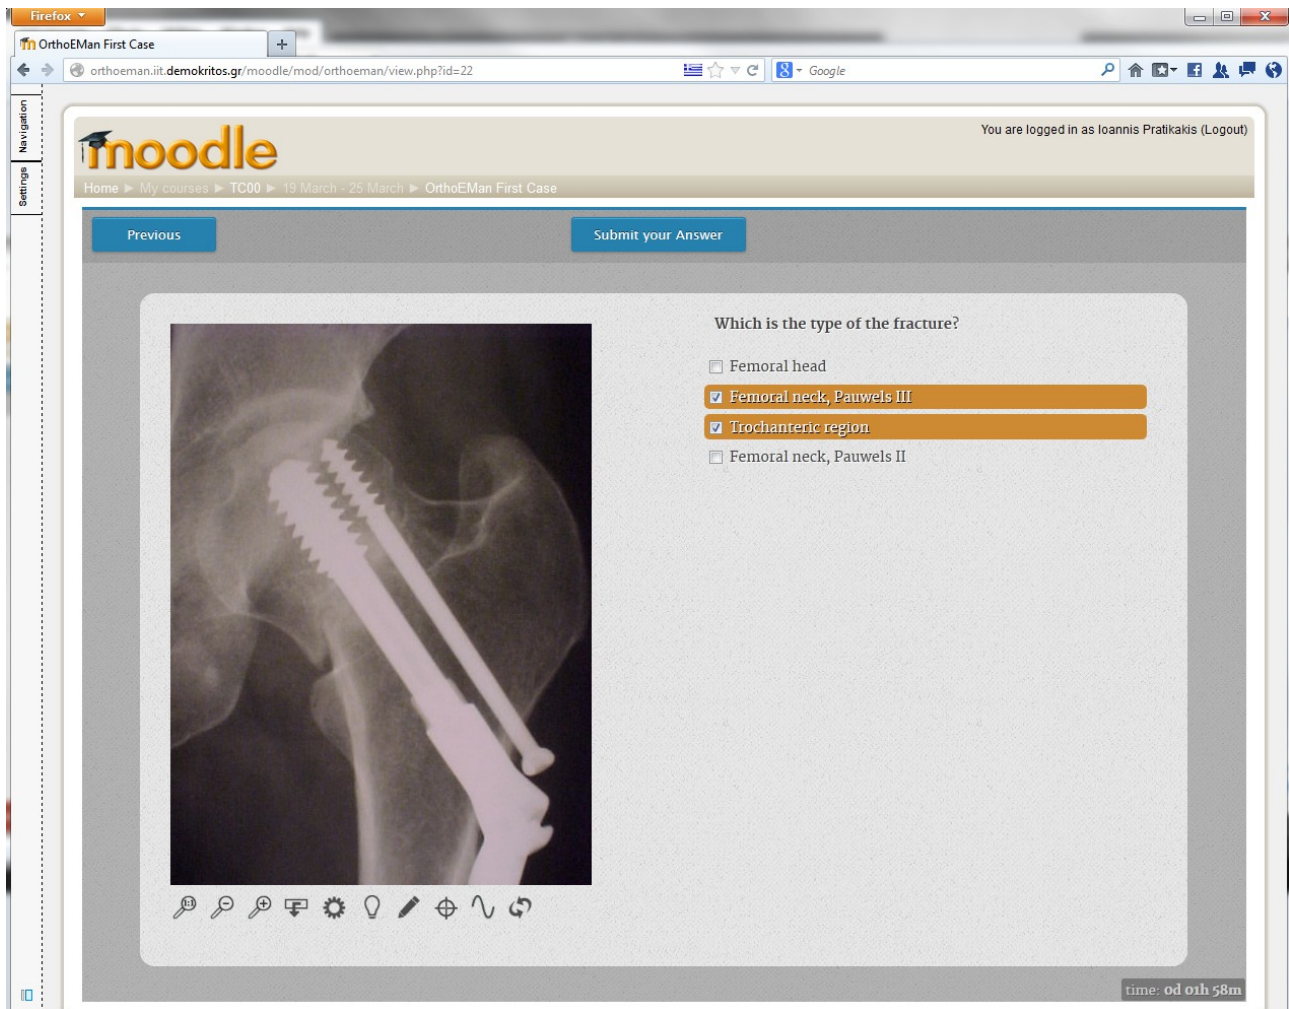 Firefox
OrthoEMan First Case
orthoeman.iit.demokritos.gr/moodle/mod/orthoeman/view.php?id=22
Google
Navigation
Settings
moodle
You are logged in as Ioannis Pratikakis (Logout)
Home ► My courses ► TC00 ► 19 March - 25 March ► OrthoEMan First Case
Previous
Submit your Answer
Which is the type of the fracture?
Femoral head
Femoral neck, Pauwels III
Trochanteric region
Femoral neck, Pauwels II
time: 0d 01h 58m